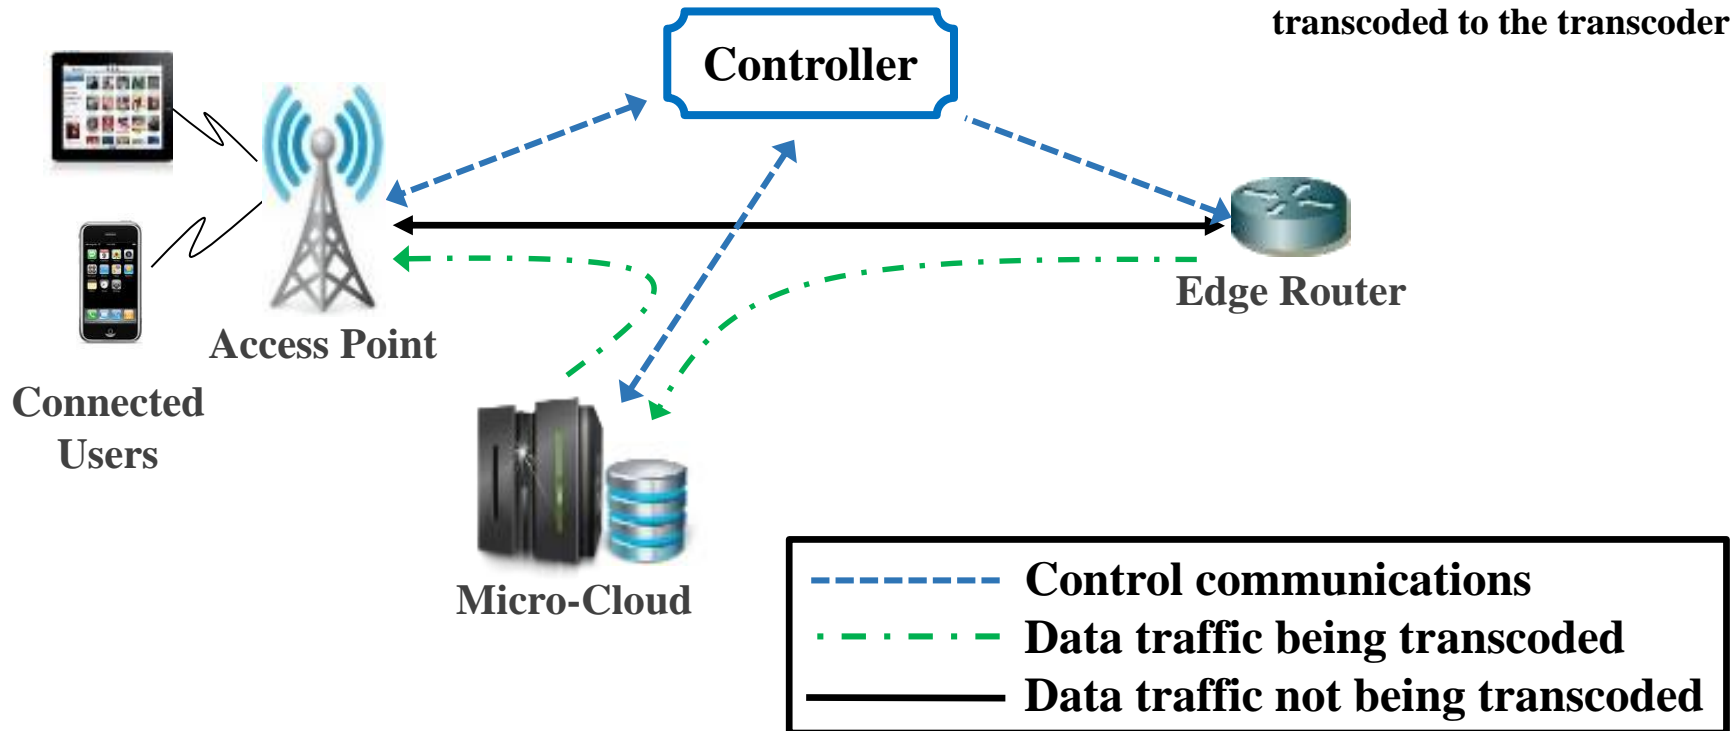 transcoded to the transcoder
Controller
Edge Router
Access Point
Connected
Users
Micro-Cloud
Control communications
Data traffic being transcoded
Data traffic not being transcoded